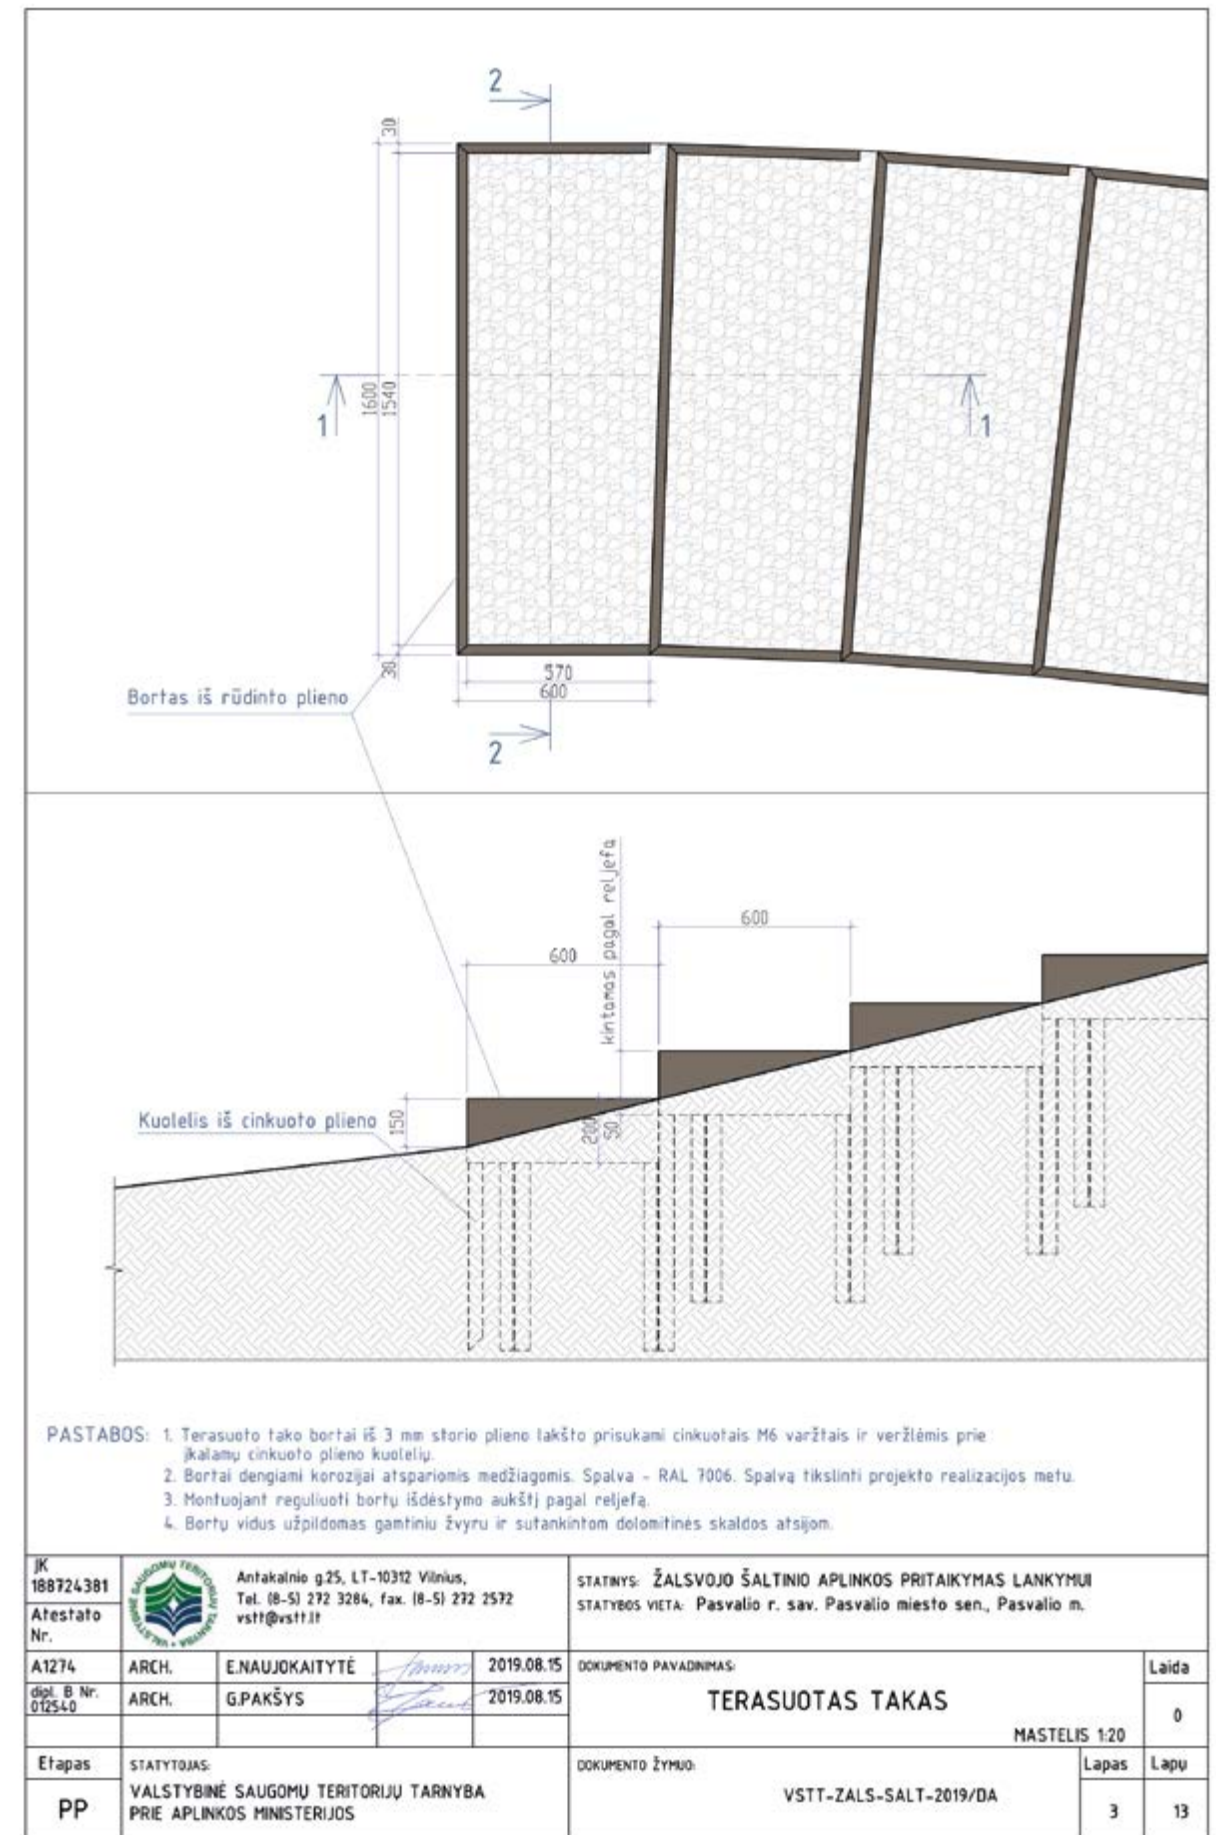 2
30
1600
1540
1
1
30
570
600
Bortas iš rūdinto plieno
2
kintamas pagal reljefą
600
600
Kuolelis iš cinkuoto plieno
150
200
50
PASTABOS: 1. Terasuoto tako bortai iš 3 mm storio plieno lakšto prisukami cinkuotais M6 varžtais ir veržlėmis prie
įkalamų cinkuoto plieno kuolelių.
2. Bortai dengiami korozijai atspariomis medžiagomis. Spalva - RAL 7006. Spalvą tikslinti projekto realizacijos metu.
3. Montuojant reguliuoti bortų išdėstymo aukštį pagal reljefą.
4. Bortų vidus užpildomas gamtiniu žvyru ir sutankintom dolomitinės skaldos atsijom.
ĮK
188724381
Atestato
Nr.
SAUGOMŲ TERITORIJŲ TARNYBA • VALSTYBINĖ
Antakalnio g.25, LT-10312 Vilnius,
Tel. (8-5) 272 3284, fax. (8-5) 272 2572
vstt@vstt.lt
STATINYS: ŽALSVOJO ŠALTINIO APLINKOS PRITAIKYMAS LANKYMUI
STATYBOS VIETA: Pasvalio r. sav. Pasvalio miesto sen., Pasvalio m.
A1274 ARCH. E.NAUJOKAITYTĖ 2019.08.15
dipl. B Nr.
012540 ARCH. G.PAKŠYS 2019.08.15
DOKUMENTO PAVADINIMAS:
TERASUOTAS TAKAS
MASTELIS 1:20
Laida
0
Etapas
PP
STATYTOJAS:
VALSTYBINĖ SAUGOMŲ TERITORIJŲ TARNYBA
PRIE APLINKOS MINISTERIJOS
DOKUMENTO ŽYMUO:
VSTT-ZALS-SALT-2019/DA
Lapas
3
Lapų
13